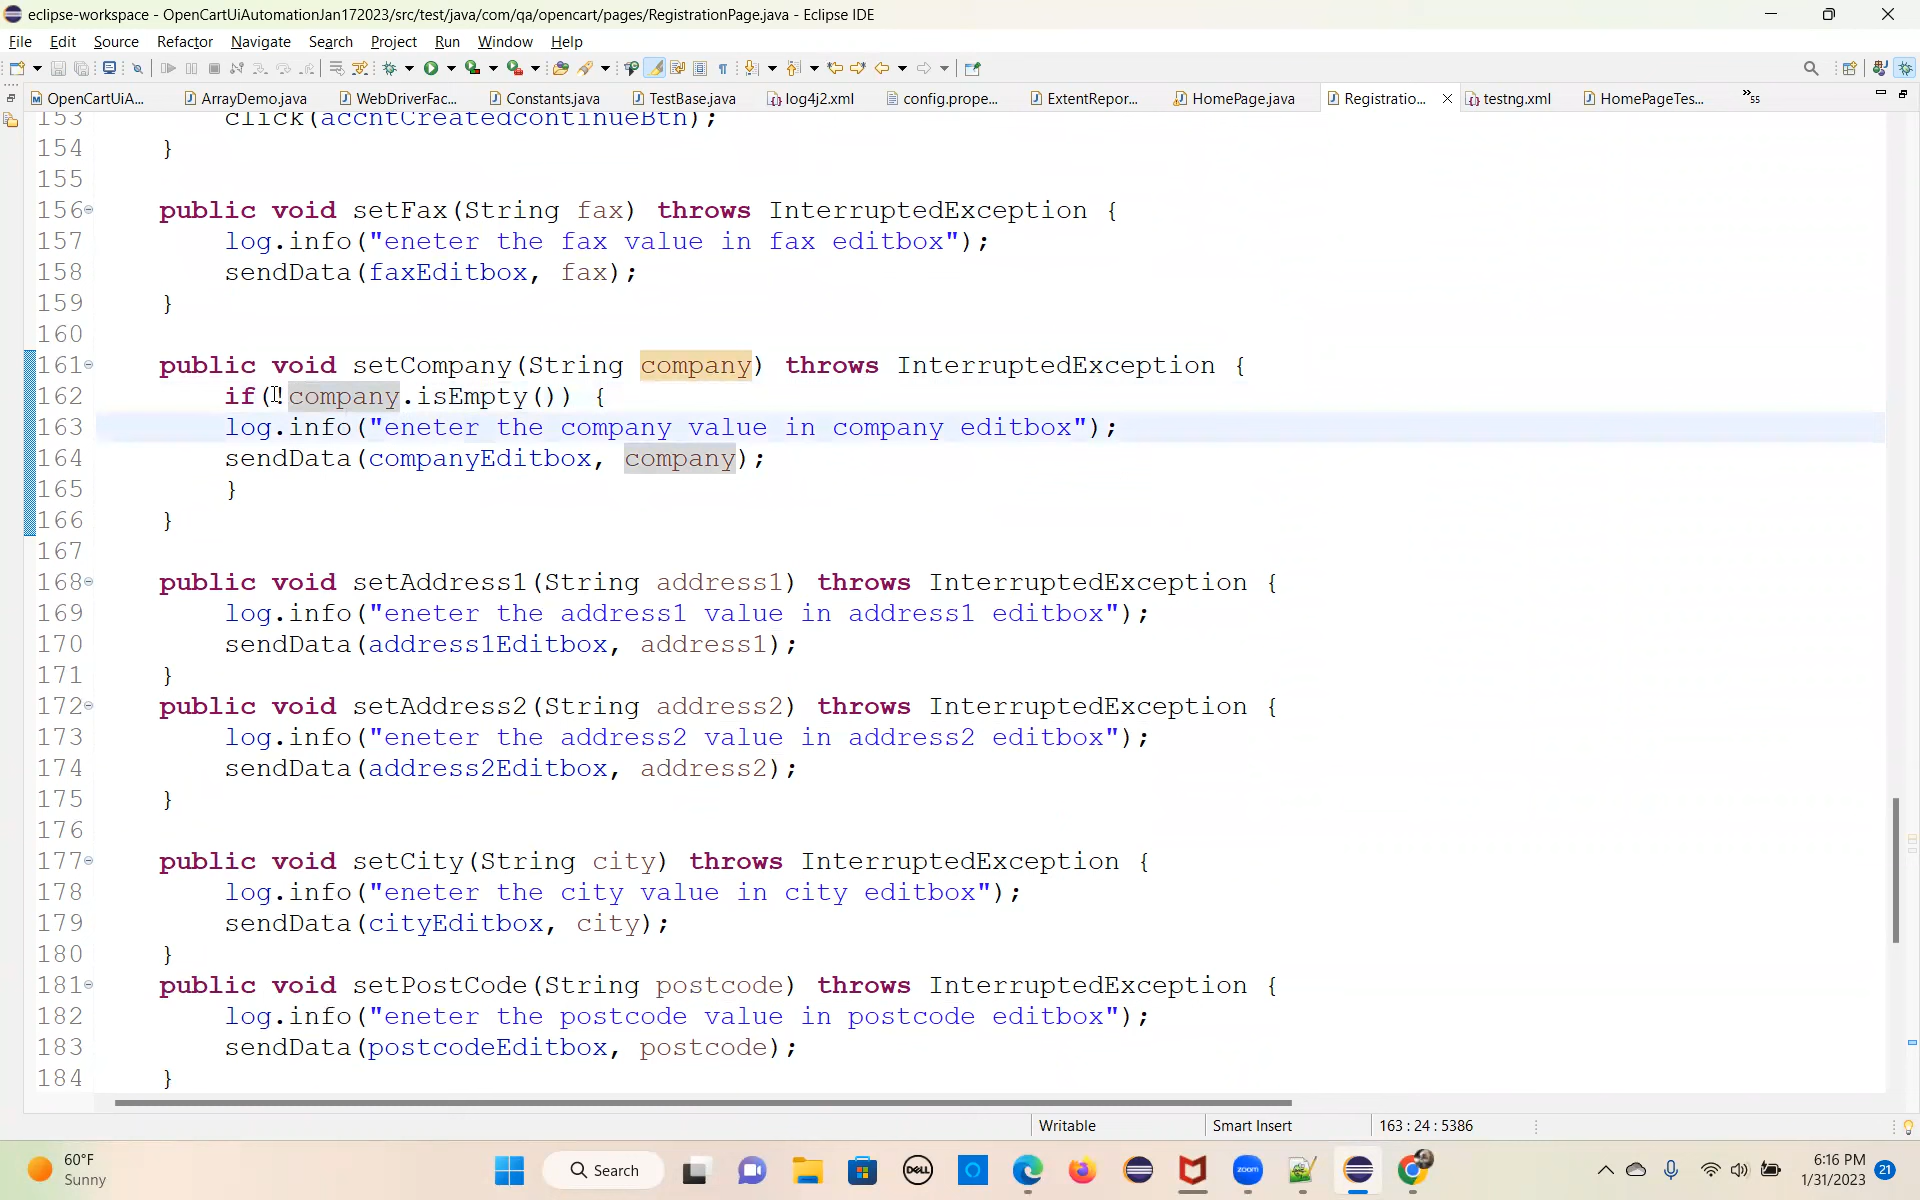 eclipse-workspace - OpenCartUiAutomationJan172023/src/test/java/com/qa/opencart/pages/RegistrationPage.java - Eclipse IDE
File Edit Source Refactor Navigate Search Project Run Window Help
OpenCartUiA... ArrayDemo.java WebDriverFac... Constants.java TestBase.java log4j2.xml config.prope... ExtentRepor... HomePage.java Registratio... testng.xml HomePageTes... »55
153 click(accntCreatedcontinueBtn);
154 }
155
156 public void setFax(String fax) throws InterruptedException {
157 log.info("eneter the fax value in fax editbox");
158 sendData(faxEditbox, fax);
159 }
160
161 public void setCompany(String company) throws InterruptedException {
162 if(!company.isEmpty()) {
163 log.info("eneter the company value in company editbox");
164 sendData(companyEditbox, company);
165 }
166 }
167
168 public void setAddress1(String address1) throws InterruptedException {
169 log.info("eneter the address1 value in address1 editbox");
170 sendData(address1Editbox, address1);
171 }
172 public void setAddress2(String address2) throws InterruptedException {
173 log.info("eneter the address2 value in address2 editbox");
174 sendData(address2Editbox, address2);
175 }
176
177 public void setCity(String city) throws InterruptedException {
178 log.info("eneter the city value in city editbox");
179 sendData(cityEditbox, city);
180 }
181 public void setPostCode(String postcode) throws InterruptedException {
182 log.info("eneter the postcode value in postcode editbox");
183 sendData(postcodeEditbox, postcode);
184 }
Writable Smart Insert 163 : 24 : 5386
60°F
Sunny
Search
DELL
zoom
6:16 PM
1/31/2023
21